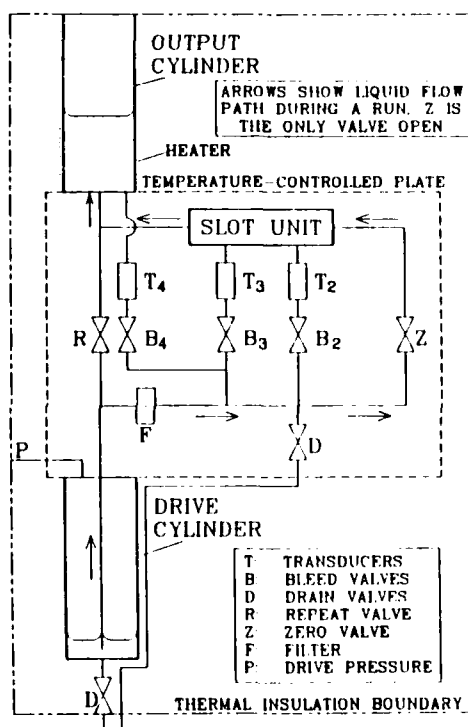 OUTPUT
CYLINDER
ARROWS SHOW LIQUID FLOW
PATH DURING A RUN. Z IS
THE ONLY VALVE OPEN
HEATER
TEMPERATURE-CONTROLLED PLATE
SLOT UNIT
T4
T3
T2
R
B4
B3
B2
Z
F
D
P
DRIVE
CYLINDER
T: TRANSDUCERS
B: BLEED VALVES
D: DRAIN VALVES
R: REPEAT VALVE
Z: ZERO VALVE
F: FILTER
P: DRIVE PRESSURE
D
THERMAL INSULATION BOUNDARY